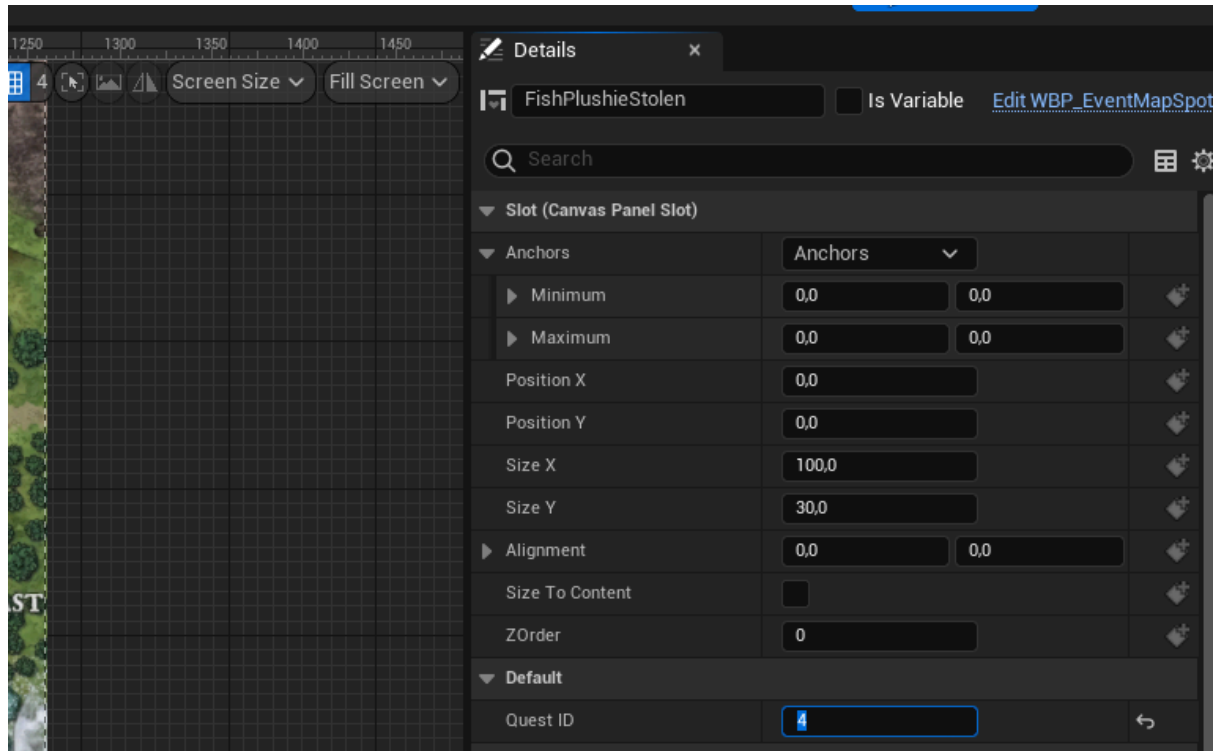 1250 1300 1350 1400 1450
4 Screen Size Fill Screen
ST
Details
FishPlushieStolen Is Variable Edit WBP_EventMapSpot
Search
Slot (Canvas Panel Slot)
Anchors Anchors
Minimum 0,0 0,0
Maximum 0,0 0,0
Position X 0,0
Position Y 0,0
Size X 100,0
Size Y 30,0
Alignment 0,0 0,0
Size To Content
ZOrder 0
Default
Quest ID 4